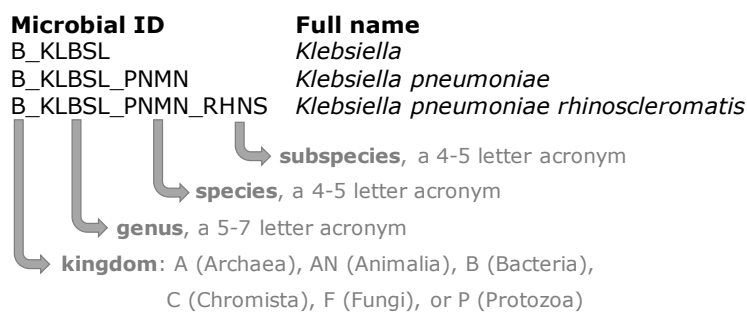 Microbial ID Full name
B_KLBSL Klebsiella
B_KLBSL_PNMN Klebsiella pneumoniae
B_KLBSL_PNMN_RHNS Klebsiella pneumoniae rhinoscleromatis
subspecies, a 4-5 letter acronym
species, a 4-5 letter acronym
genus, a 5-7 letter acronym
kingdom: A (Archaea), AN (Animalia), B (Bacteria),
C (Chromista), F (Fungi), or P (Protozoa)